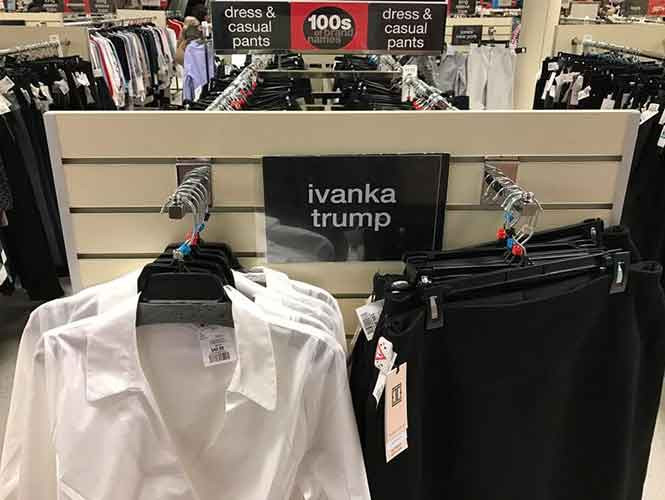 dress &
casual
pants
100s
of brand
names
dress &
casual
pants
ivanka
trump